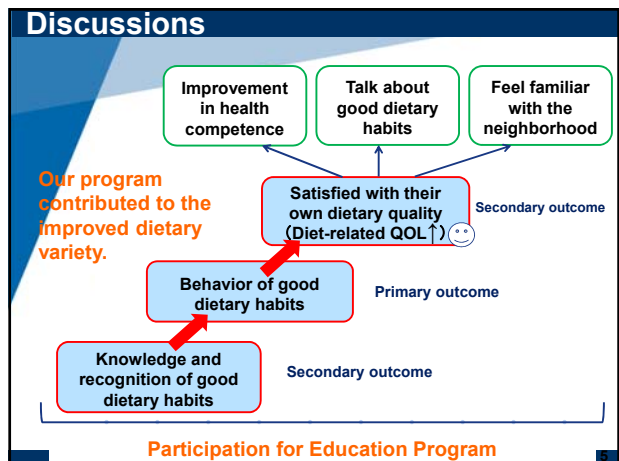 Discussions
Improvement
in health
competence
Talk about
good dietary
habits
Feel familiar
with the
neighborhood
Our program
contributed to the
improved dietary
variety.
Satisfied with their
own dietary quality
(Diet-related QOL↑)
Secondary outcome
Behavior of good
dietary habits
Primary outcome
Knowledge and
recognition of good
dietary habits
Secondary outcome
Participation for Education Program
5